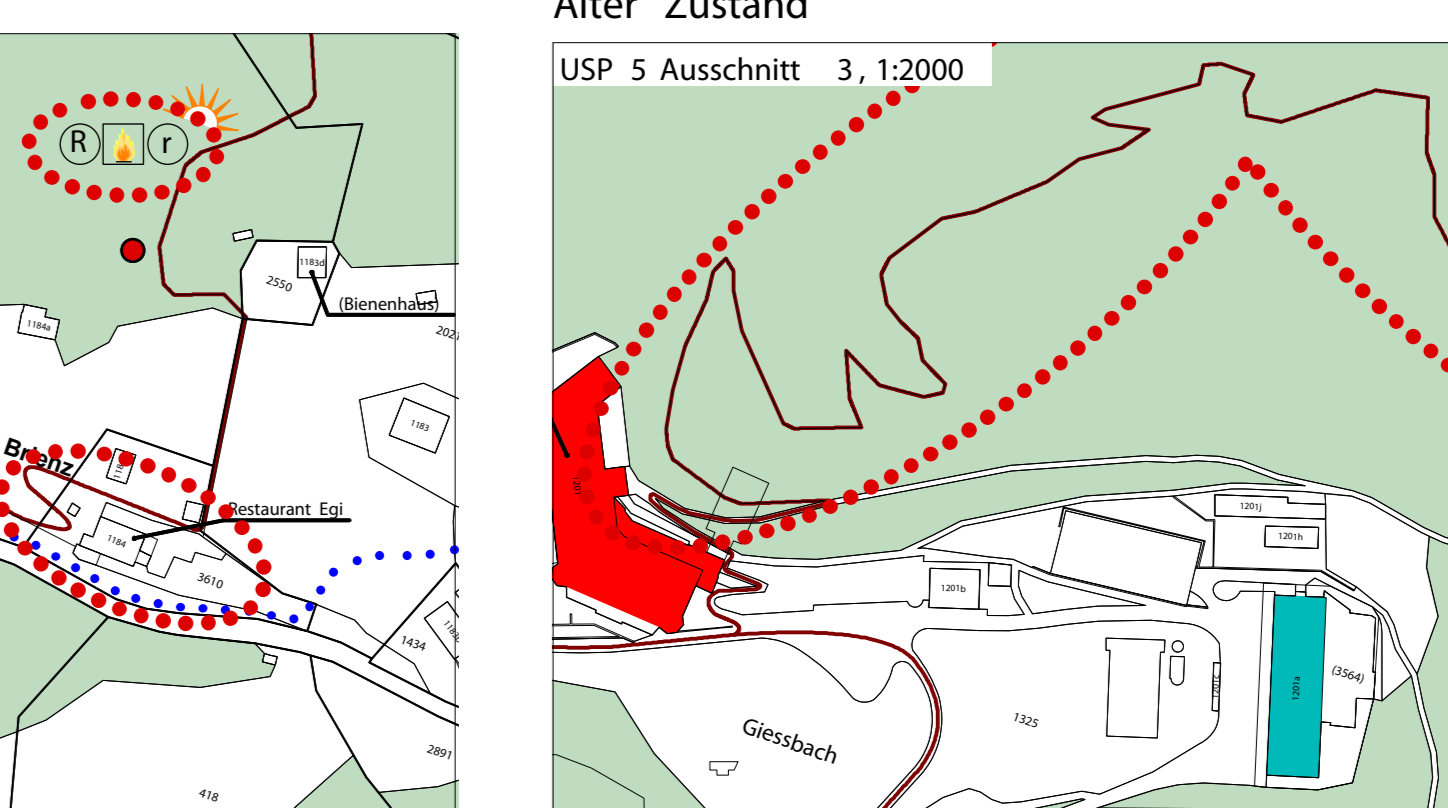 Alter Zustand
USP 5 Ausschnitt 3, 1:2000
R r
1183d
2550
(Bienenhaus)
1184a
1183
Brienz
Restaurant Egi
1184
3610
1434
2891
418
1201j
1201h
1201b
1201c
1201a
(3564)
1325
Giessbach